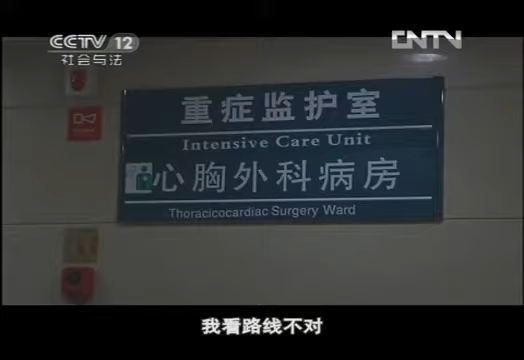 CCTV 12
社会与法
CNTV
重症监护室
Intensive Care Unit
心胸外科病房
Thoracicocardiac Surgery Ward
我看路线不对